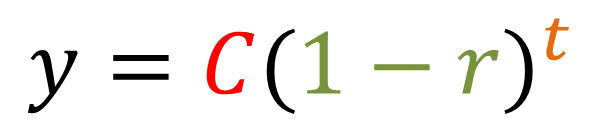 y = C(1 − r)^t